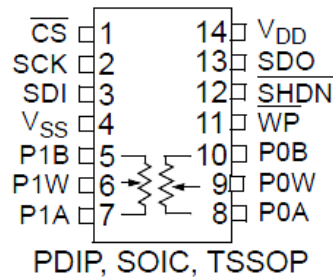 CS 1 14 VDD
SCK 2 13 SDO
SDI 3 12 SHDN
VSS 4 11 WP
P1B 5 10 P0B
P1W 6 9 P0W
P1A 7 8 P0A
PDIP, SOIC, TSSOP